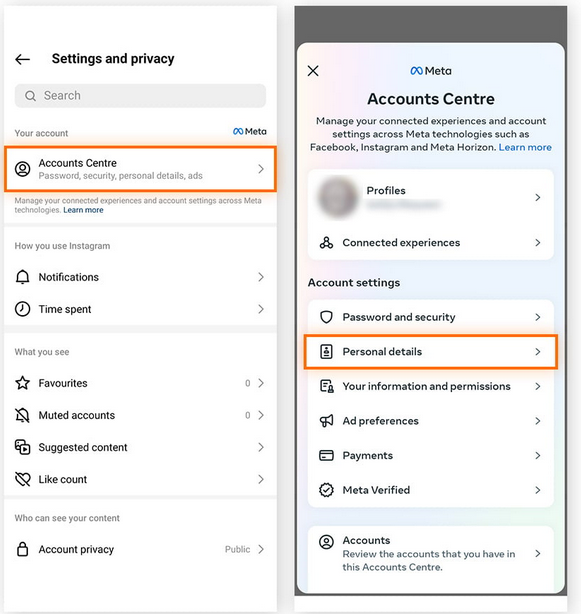 Settings and privacy
Search
Your account
Meta
Accounts Centre
Password, security, personal details, ads
Manage your connected experiences and account settings across Meta
technologies. Learn more
How you use Instagram
Notifications
Time spent
What you see
Favourites 0
Muted accounts 0
Suggested content
Like count
Who can see your content
Account privacy Public
Meta
Accounts Centre
Manage your connected experiences and account
settings across Meta technologies such as
Facebook, Instagram and Meta Horizon. Learn more
Profiles
Connected experiences
Account settings
Password and security
Personal details
Your information and permissions
Ad preferences
Payments
Meta Verified
Accounts
Review the accounts that you have in
this Accounts Centre.